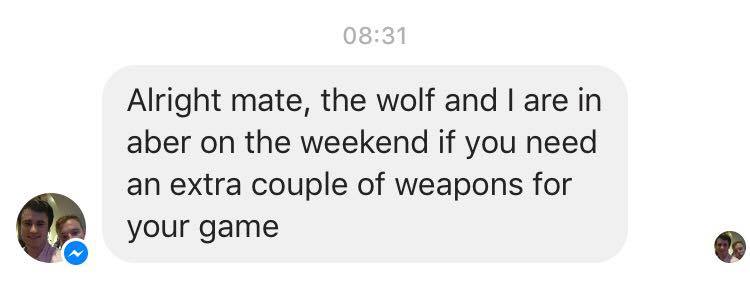 08:31
Alright mate, the wolf and I are in
aber on the weekend if you need
an extra couple of weapons for
your game